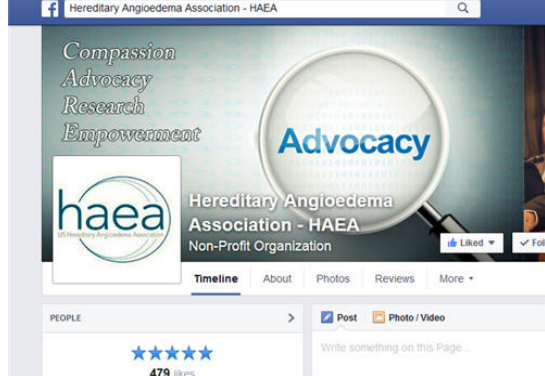 Hereditary Angioedema Association - HAEA
Compassion
Advocacy
Research
Empowerment
Advocacy
haea
US Hereditary Angioedema Association
Hereditary Angioedema
Association - HAEA
Non-Profit Organization
Liked
Fol
Timeline About Photos Reviews More
PEOPLE
Post Photo / Video
Write something on this Page...
479 likes